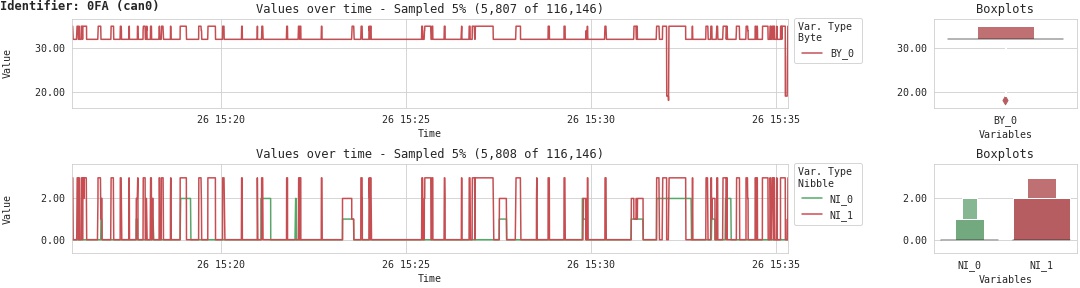 Identifier: 0FA (can0)
Values over time - Sampled 5% (5,807 of 116,146)
Boxplots
Value
30.00
20.00
26 15:20
26 15:25
26 15:30
26 15:35
Time
Var. Type
Byte
BY_0
30.00
20.00
BY_0
Variables
Values over time - Sampled 5% (5,808 of 116,146)
Boxplots
Value
2.00
0.00
26 15:20
26 15:25
26 15:30
26 15:35
Time
Var. Type
Nibble
NI_0
NI_1
2.00
0.00
NI_0
NI_1
Variables